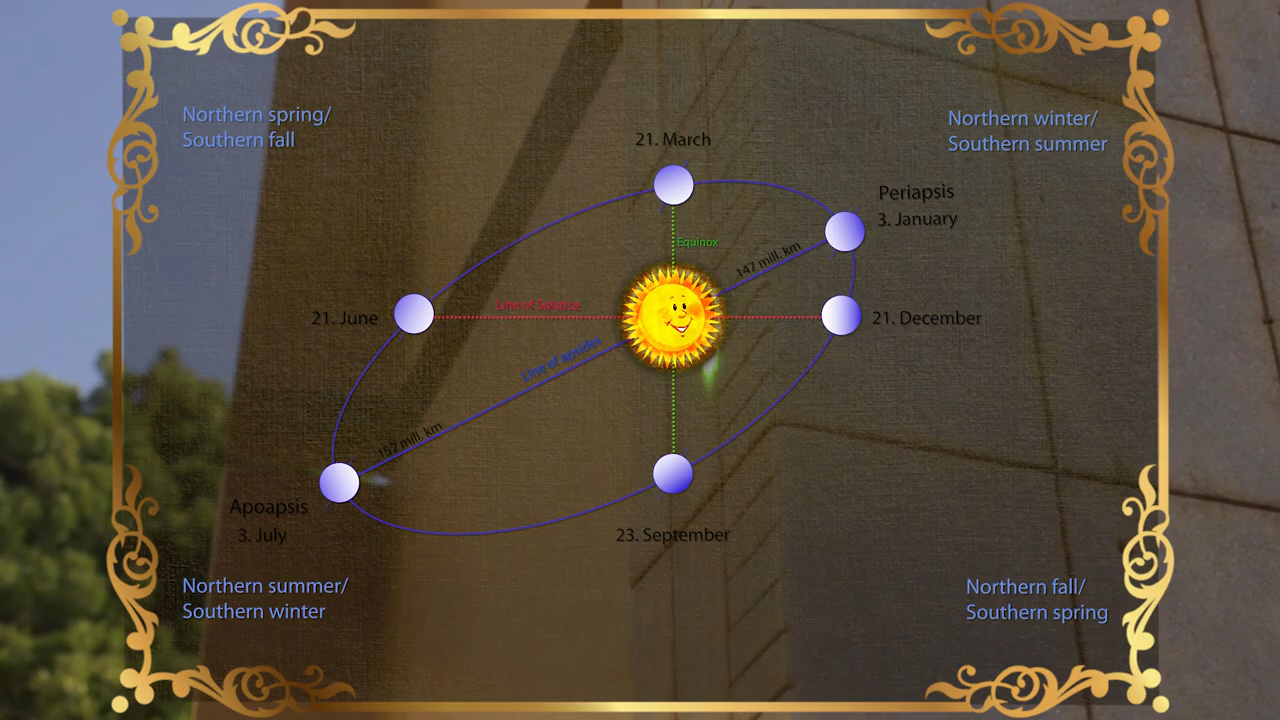 Northern spring/
Southern fall
21. March
Northern winter/
Southern summer
Periapsis
3. January
Equinox
147 mill. km
21. June
Line of Solstice
21. December
Line of apsides
152 mill. km
Apoapsis
3. July
23. September
Northern summer/
Southern winter
Northern fall/
Southern spring